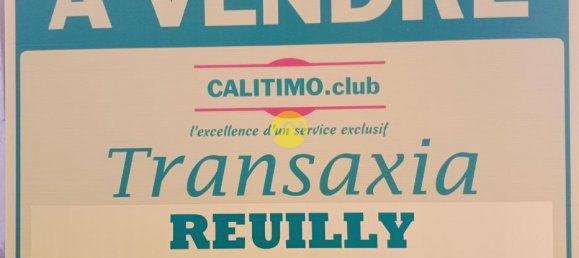 A VENDRE
CALITIMO.club
l'excellence d'un service exclusif
Transaxia
REUILLY